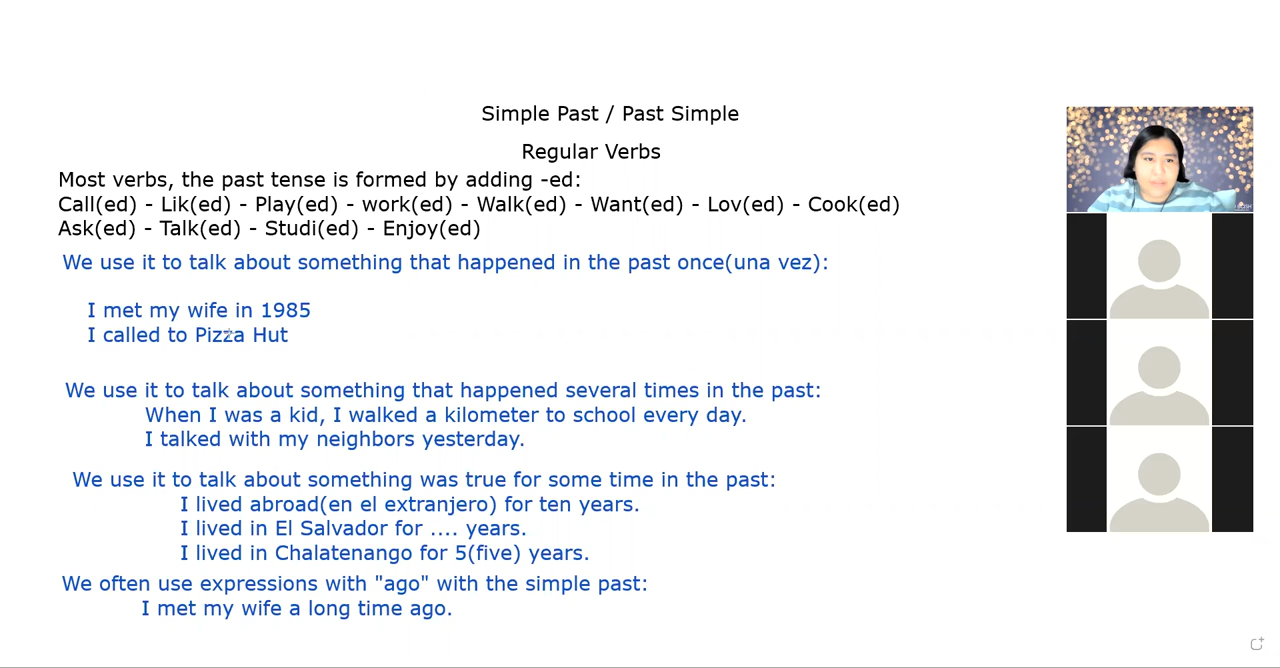 Simple Past / Past Simple
Regular Verbs
Most verbs, the past tense is formed by adding -ed:
Call(ed) - Lik(ed) - Play(ed) - work(ed) - Walk(ed) - Want(ed) - Lov(ed) - Cook(ed)
Ask(ed) - Talk(ed) - Studi(ed) - Enjoy(ed)
We use it to talk about something that happened in the past once(una vez):
I met my wife in 1985
I called to Pizza Hut
We use it to talk about something that happened several times in the past:
When I was a kid, I walked a kilometer to school every day.
I talked with my neighbors yesterday.
We use it to talk about something was true for some time in the past:
I lived abroad(en el extranjero) for ten years.
I lived in El Salvador for .... years.
I lived in Chalatenango for 5(five) years.
We often use expressions with "ago" with the simple past:
I met my wife a long time ago.